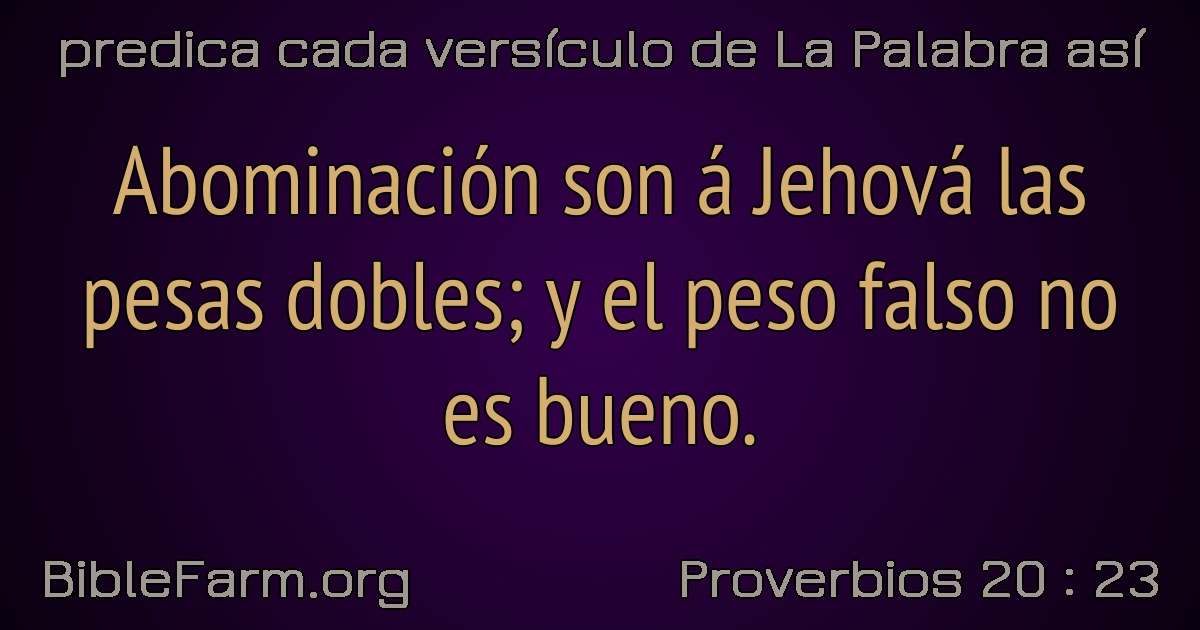 predica cada versículo de La Palabra así
Abominación son á Jehová las
pesas dobles; y el peso falso no
es bueno.
BibleFarm.org
Proverbios 20 : 23